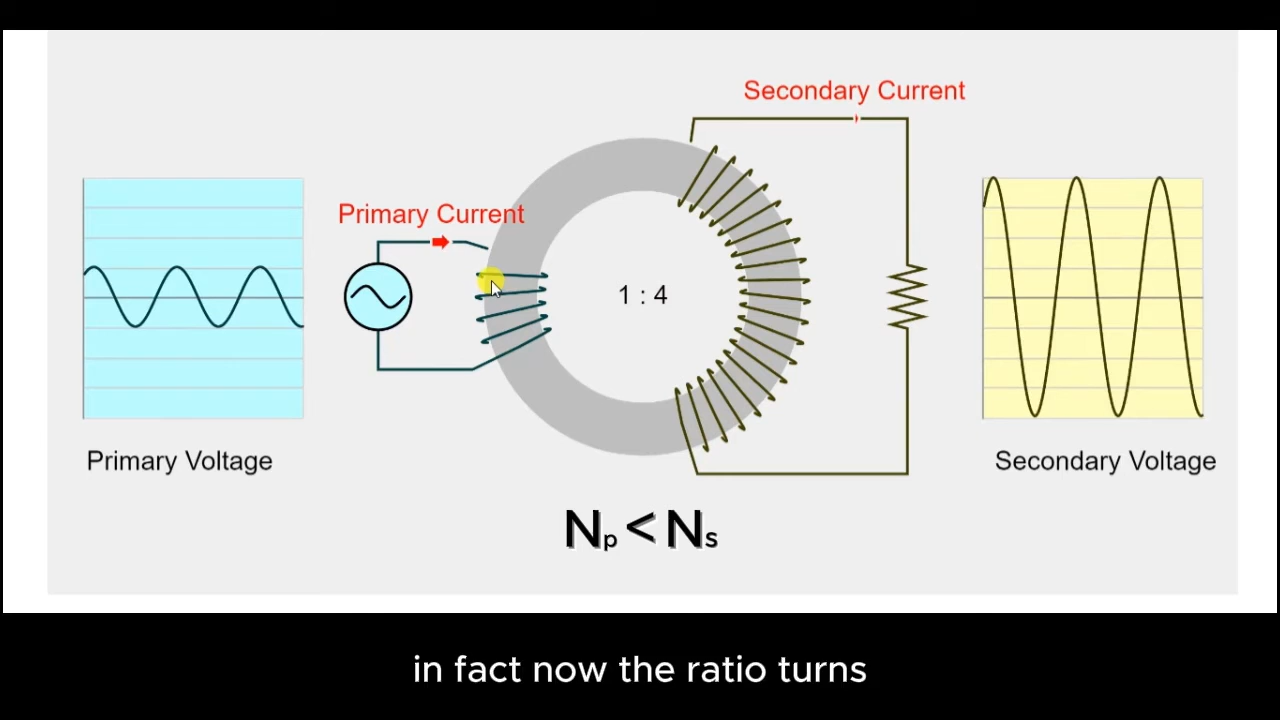 Secondary Current
Primary Current
1 : 4
Primary Voltage
Secondary Voltage
Np < Ns
in fact now the ratio turns